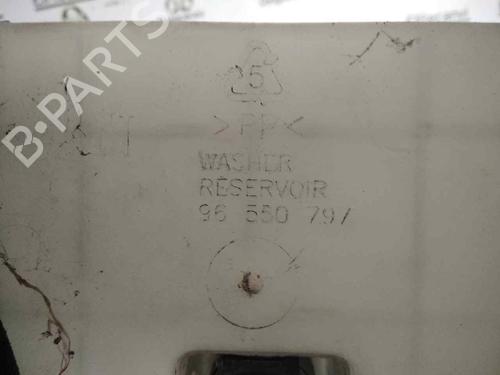 B-PARTS
5
>PP<
WASHER
RESERVOIR
96 550 797